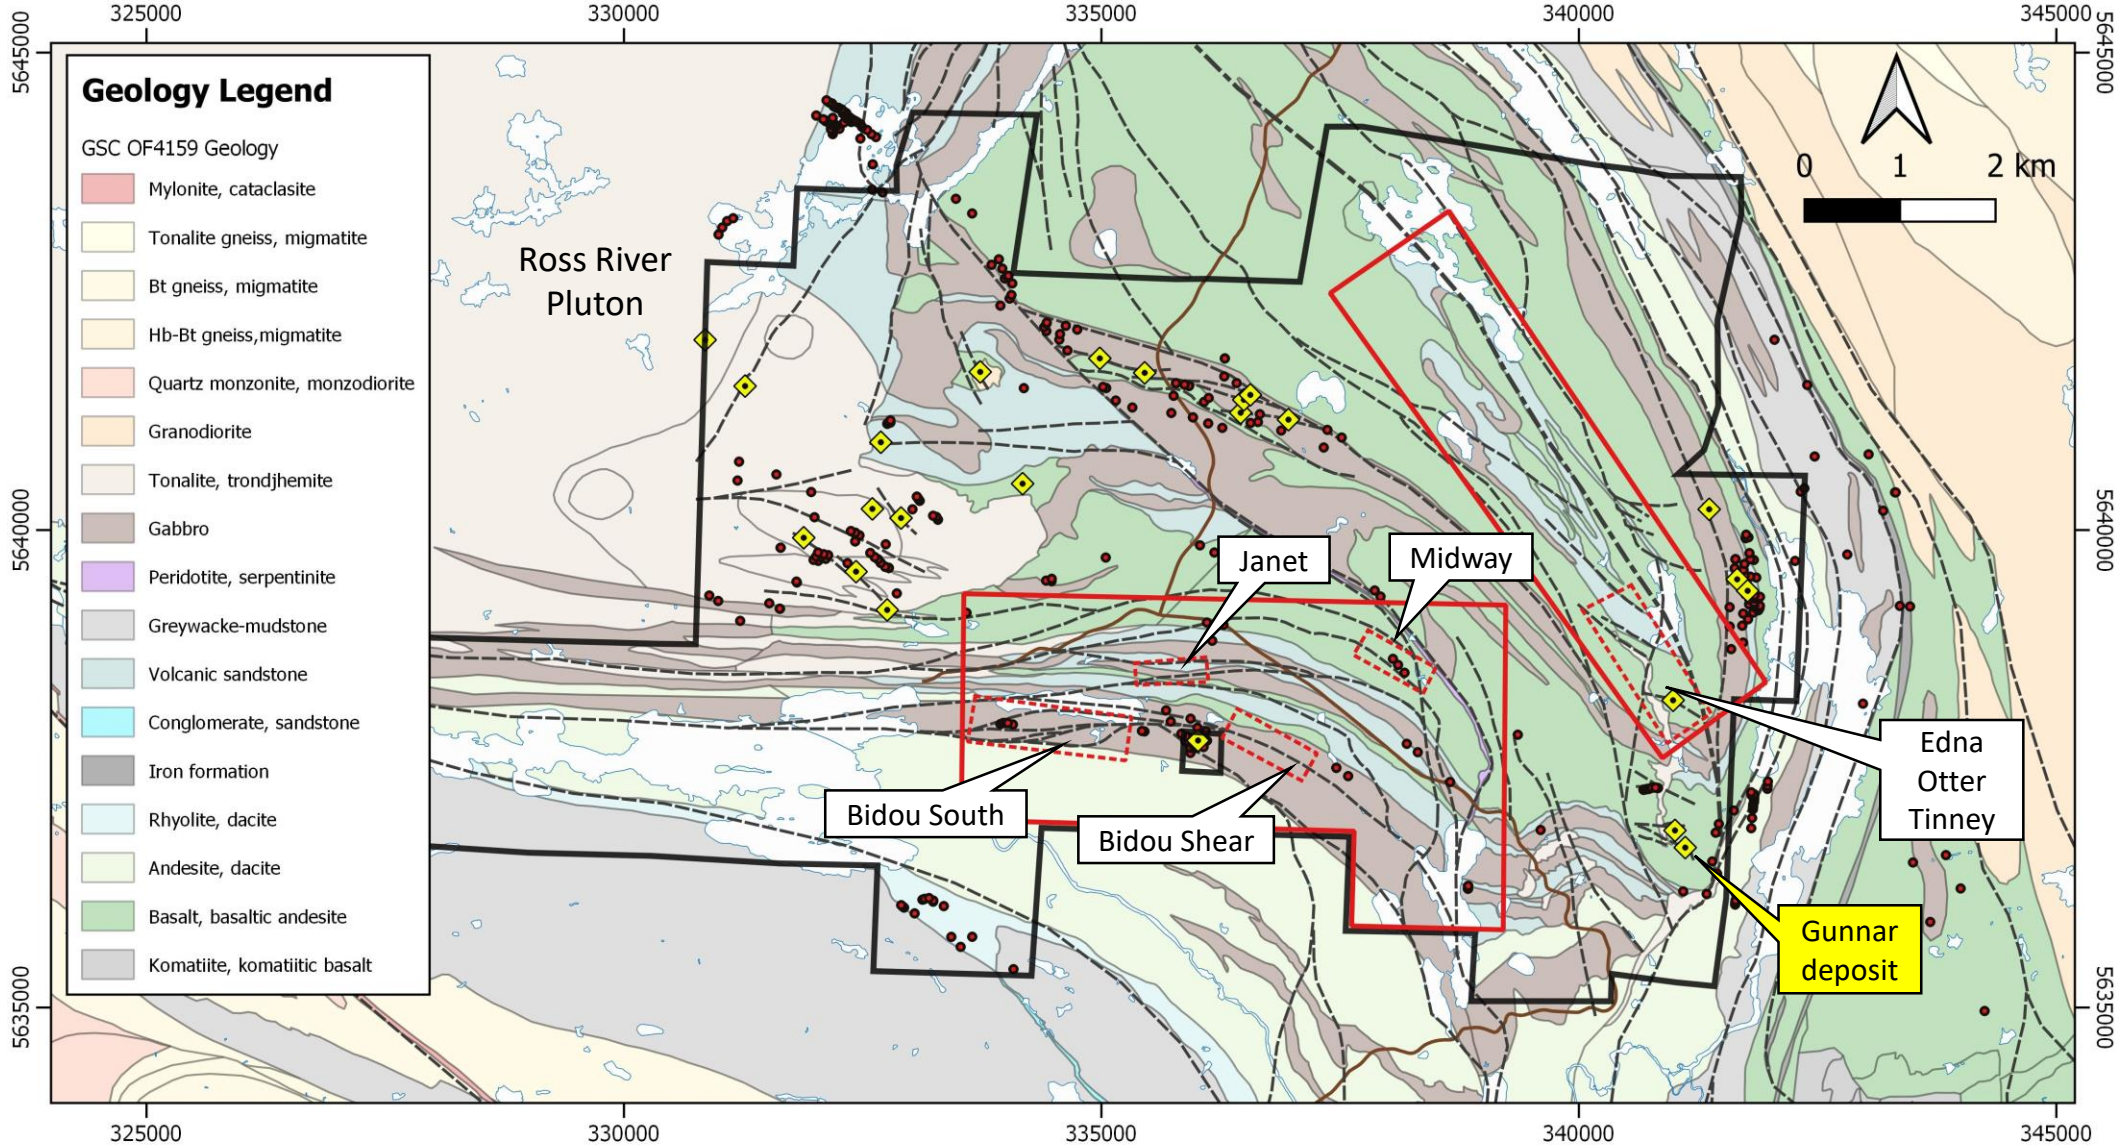 325000 330000 335000 340000 345000
5645000 5645000
5640000 5640000
5635000 5635000
Geology Legend
GSC OF4159 Geology
Mylonite, cataclasite
Tonalite gneiss, migmatite
Bt gneiss, migmatite
Hb-Bt gneiss,migmatite
Quartz monzonite, monzodiorite
Granodiorite
Tonalite, trondjhemite
Gabbro
Peridotite, serpentinite
Greywacke-mudstone
Volcanic sandstone
Conglomerate, sandstone
Iron formation
Rhyolite, dacite
Andesite, dacite
Basalt, basaltic andesite
Komatiite, komatiitic basalt
0 1 2 km
Ross River
Pluton
Janet
Midway
Bidou South
Bidou Shear
Edna
Otter
Tinney
Gunnar
deposit
325000 330000 335000 340000 345000